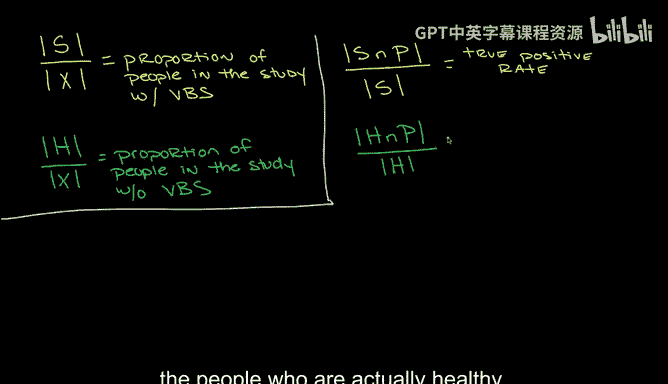 GPT中英字幕课程资源 bilibili
|S|
|X|
= PROPORTION OF
PEOPLE IN THE STUDY
W/ VBS
|H|
|X|
= PROPORTION OF
PEOPLE IN THE STUDY
W/O VBS
|S∩P|
|S|
= TRUE POSITIVE
RATE
|H∩P|
|H|
the people who are actually healthy